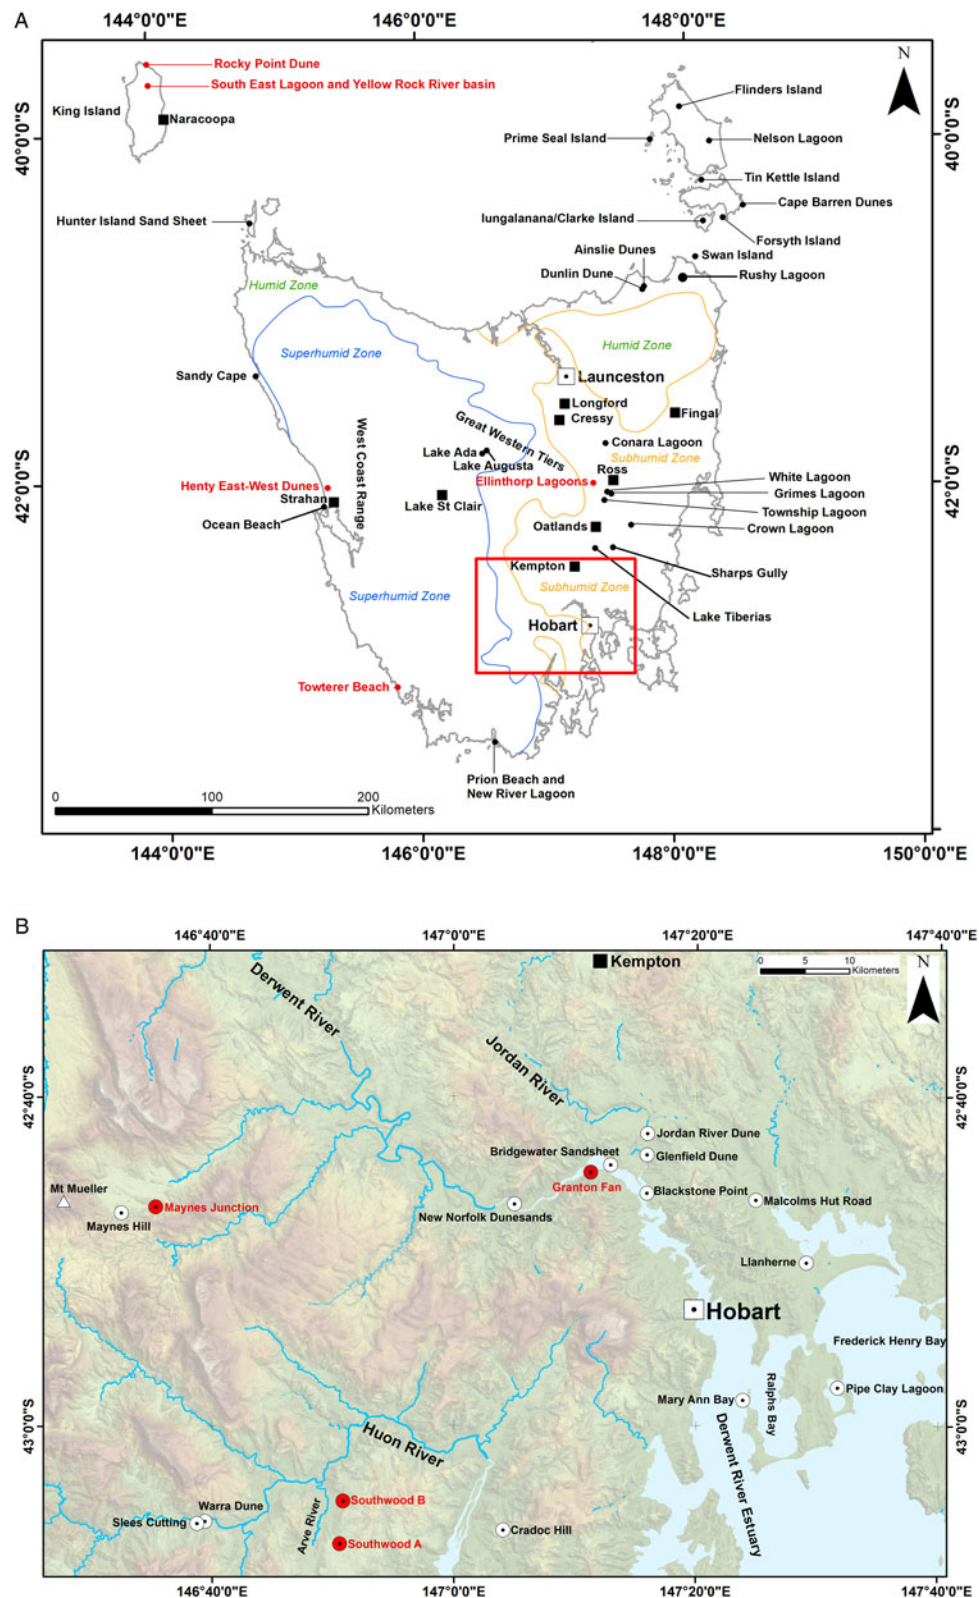 A
144°0'0"E
146°0'0"E
148°0'0"E
N
Rocky Point Dune
South East Lagoon and Yellow Rock River basin
King Island
Naracoopa
Flinders Island
Prime Seal Island
Nelson Lagoon
40°0'0"S
40°0'0"S
Tin Kettle Island
Cape Barren Dunes
Hunter Island Sand Sheet
lungalanana/Clarke Island
Forsyth Island
Ainslie Dunes
Swan Island
Dunlin Dune
Rushy Lagoon
Humid Zone
Superhumid Zone
Humid Zone
Sandy Cape
Launceston
Longford
Cressy
Fingal
West Coast Range
Great Western Tiers
Conara Lagoon
Lake Ada
Lake Augusta
Subhumid Zone
Ross
42°0'0"S
42°0'0"S
Henty East-West Dunes
Ellinthorp Lagoons
White Lagoon
Strahan
Lake St Clair
Grimes Lagoon
Township Lagoon
Ocean Beach
Oatlands
Crown Lagoon
Kempton
Sharps Gully
Superhumid Zone
Subhumid Zone
Lake Tiberias
Hobart
Towterer Beach
Prion Beach and
New River Lagoon
0
100
200
Kilometers
144°0'0"E
146°0'0"E
148°0'0"E
150°0'0"E
B
146°40'0"E
147°0'0"E
147°20'0"E
147°40'0"E
Kempton
0
5
10
Kilometers
N
Derwent River
Jordan River
42°40'0"S
42°40'0"S
Jordan River Dune
Bridgewater Sandsheet
Glenfield Dune
Granton Fan
Mt Mueller
Blackstone Point
Malcolms Hut Road
Maynes Junction
Maynes Hill
New Norfolk Dunesands
Llanherne
Hobart
Frederick Henry Bay
Ralphs Bay
Mary Ann Bay
Pipe Clay Lagoon
43°0'0"S
43°0'0"S
Huon River
Derwent River Estuary
Southwood B
Warra Dune
Slees Cutting
Arve River
Cradoc Hill
Southwood A
146°40'0"E
147°0'0"E
147°20'0"E
147°40'0"E